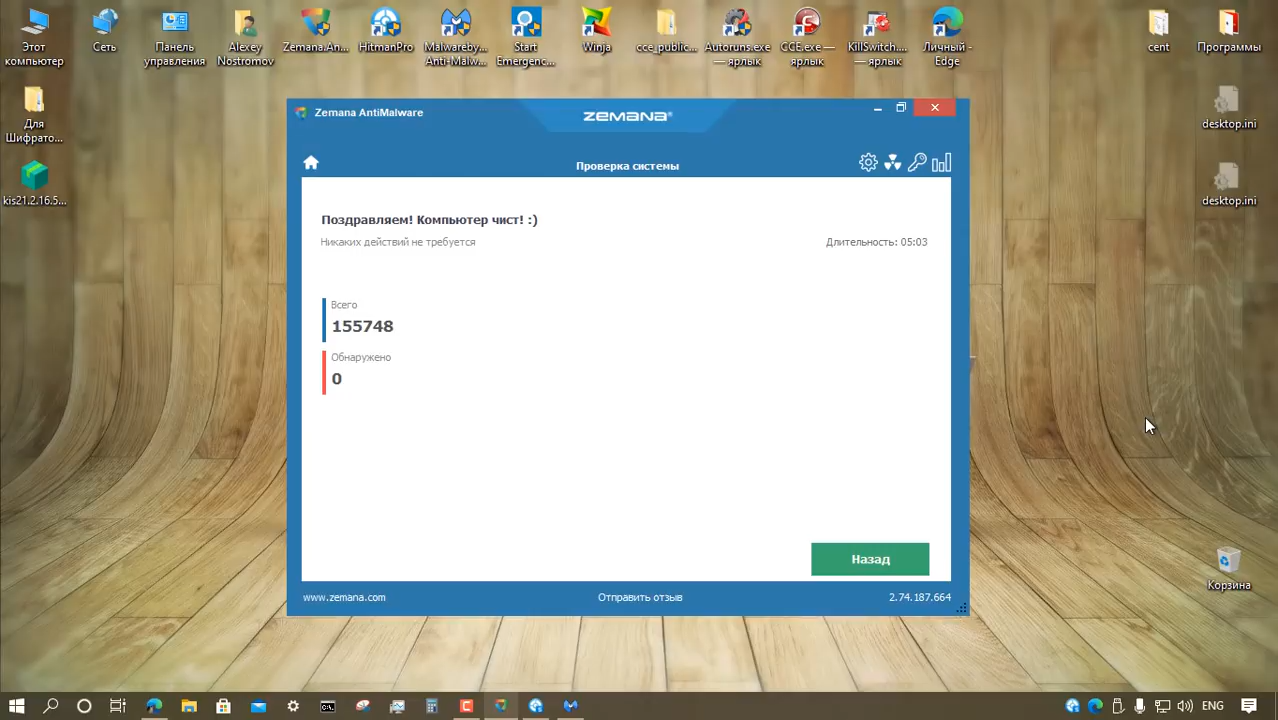 Этот
компьютер
Сеть
Панель
управления
Alexey
Nostromov
Zemana.An...
HitmanPro
Malwareby...
Anti-Malw...
Start
Emergenc...
Winja
cce_public...
Autoruns.exe
— ярлык
CCE.exe —
ярлык
KillSwitch....
— ярлык
Личный -
Edge
cent
Программы
Для
Шифрато...
desktop.ini
kis21.2.16.5...
desktop.ini
Корзина
Zemana AntiMalware
ZEMANA®
Проверка системы
Поздравляем! Компьютер чист! :)
Никаких действий не требуется
Длительность: 05:03
Всего
155748
Обнаружено
0
Назад
www.zemana.com
Отправить отзыв
2.74.187.664
ENG